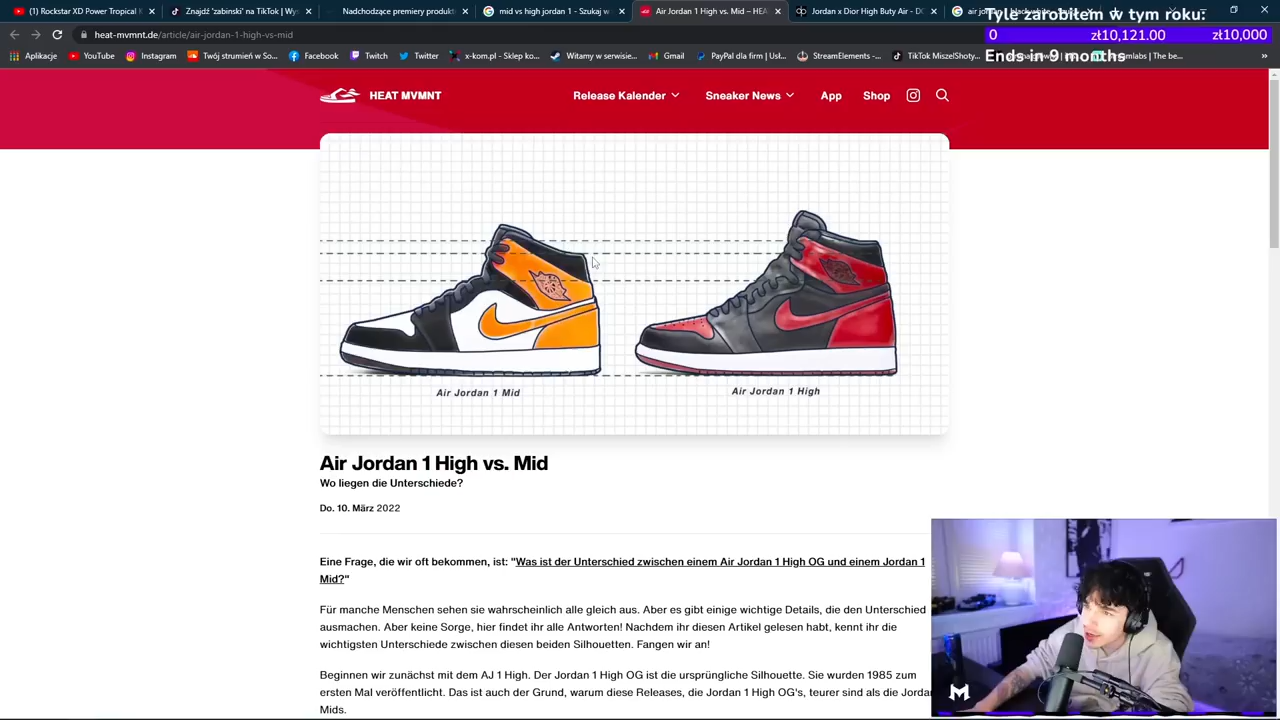 (1) Rockstar XD Power Tropical
Znajdź 'zabinski' na TikTok | Wys
Nadchodzące premiery produktó
mid vs high jordan 1 - Szukaj w
Air Jordan 1 High vs. Mid – HEA
Jordan x Dior High Buty Air - DO
Tyle zarobiłem w tym roku:
heat-mvmnt.de/article/air-jordan-1-high-vs-mid
0
zł10,121.00
zł10,000
Aplikacje
YouTube
Instagram
Twój strumień w So...
Facebook
Twitch
Twitter
x-kom.pl - Sklep ko...
Witamy w serwisie...
Gmail
PayPal dla firm | Ust...
StreamElements -...
TikTok MiszelShoty...
Ends in 9 months
HEAT MVMNT
Release Kalender
Sneaker News
App
Shop
Air Jordan 1 Mid
Air Jordan 1 High
Air Jordan 1 High vs. Mid
Wo liegen die Unterschiede?
Do. 10. März 2022
Eine Frage, die wir oft bekommen, ist: "Was ist der Unterschied zwischen einem Air Jordan 1 High OG und einem Jordan 1
Mid?"
Für manche Menschen sehen sie wahrscheinlich alle gleich aus. Aber es gibt einige wichtige Details, die den Unterschied
ausmachen. Aber keine Sorge, hier findet ihr alle Antworten! Nachdem ihr diesen Artikel gelesen habt, kennt ihr die
wichtigsten Unterschiede zwischen diesen beiden Silhouetten. Fangen wir an!
Beginnen wir zunächst mit dem AJ 1 High. Der Jordan 1 High OG ist die ursprüngliche Silhouette. Sie wurden 1985 zum
ersten Mal veröffentlicht. Das ist auch der Grund, warum diese Releases, die Jordan 1 High OG's, teurer sind als die Jordan
Mids.